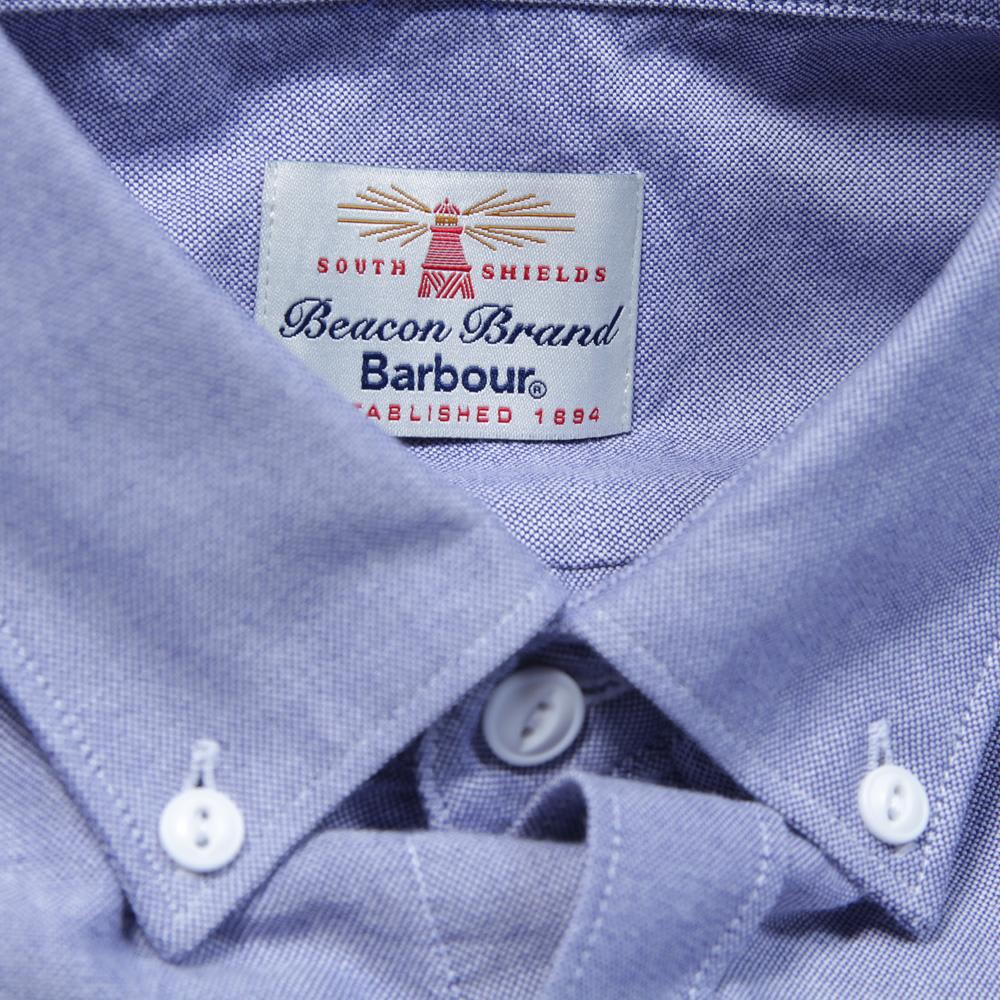 SOUTH SHIELDS
Beacon Brand
Barbour®
TABLISHED 1894